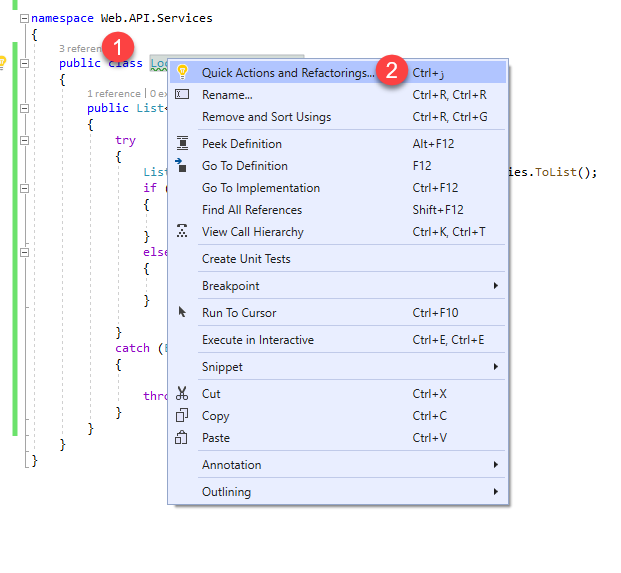 namespace Web.API.Services
{
3 reference
1
public class
{
1 reference | 0
public List
{
try
{
List
ies.ToList();
if (
{
}
else
{
}
}
catch (
{
}
}
}
}
Quick Actions and Refactorings... Ctrl+j
2
Rename... Ctrl+R, Ctrl+R
Remove and Sort Usings Ctrl+R, Ctrl+G
Peek Definition Alt+F12
Go To Definition F12
Go To Implementation Ctrl+F12
Find All References Shift+F12
View Call Hierarchy Ctrl+K, Ctrl+T
Create Unit Tests
Breakpoint
Run To Cursor Ctrl+F10
Execute in Interactive Ctrl+E, Ctrl+E
Snippet
Cut Ctrl+X
Copy Ctrl+C
Paste Ctrl+V
Annotation
Outlining